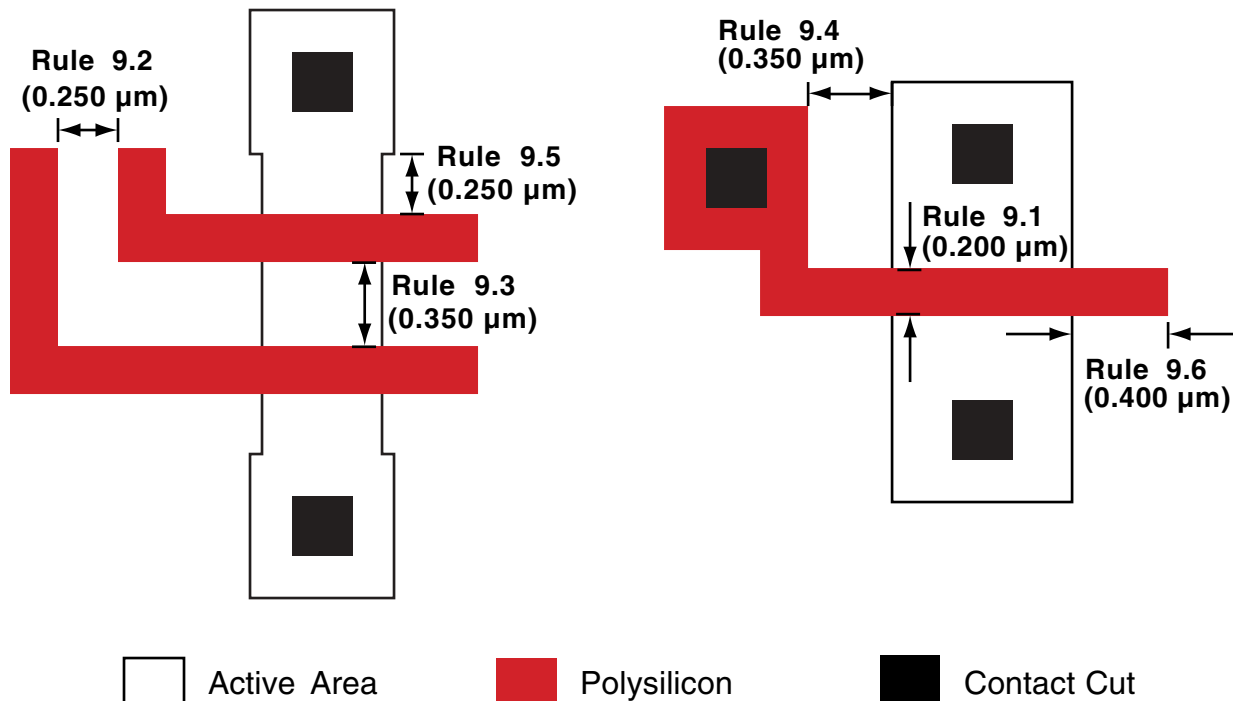 Rule 9.2
(0.250 µm)
Rule 9.5
(0.250 µm)
Rule 9.3
(0.350 µm)
Rule 9.4
(0.350 µm)
Rule 9.1
(0.200 µm)
Rule 9.6
(0.400 µm)
Active Area
Polysilicon
Contact Cut